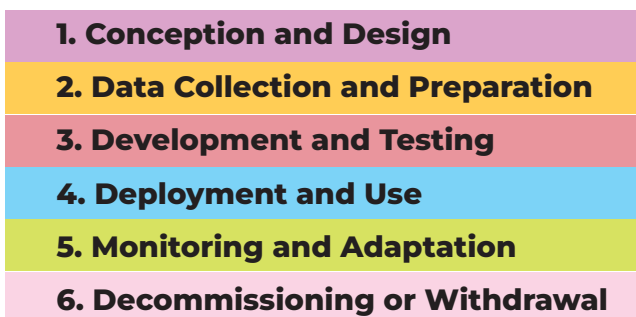 1. Conception and Design
2. Data Collection and Preparation
3. Development and Testing
4. Deployment and Use
5. Monitoring and Adaptation
6. Decommissioning or Withdrawal